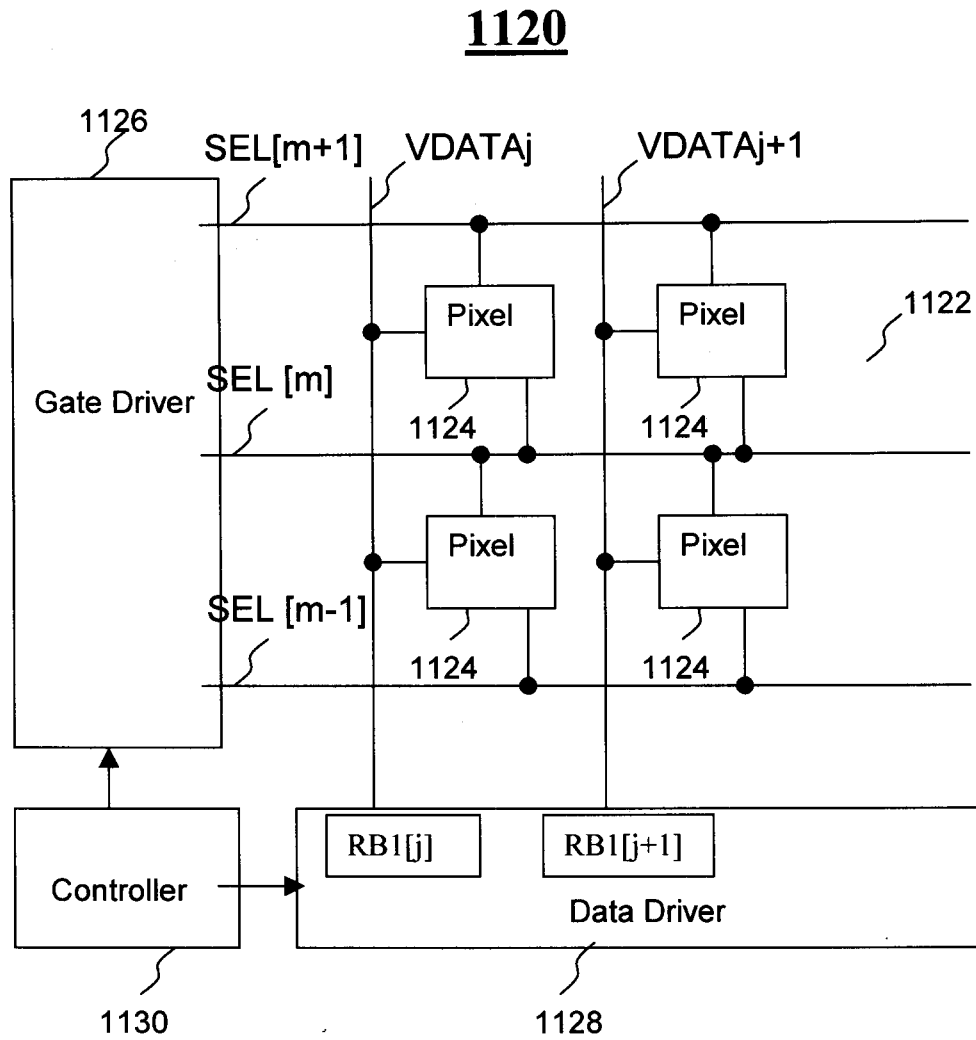 1120
1126
SEL[m+1]
VDATAj
VDATAj+1
Pixel
Pixel
1122
SEL [m]
Gate Driver
1124
1124
Pixel
Pixel
SEL [m-1]
1124
1124
RB1[j]
RB1[j+1]
Controller
Data Driver
1130
1128